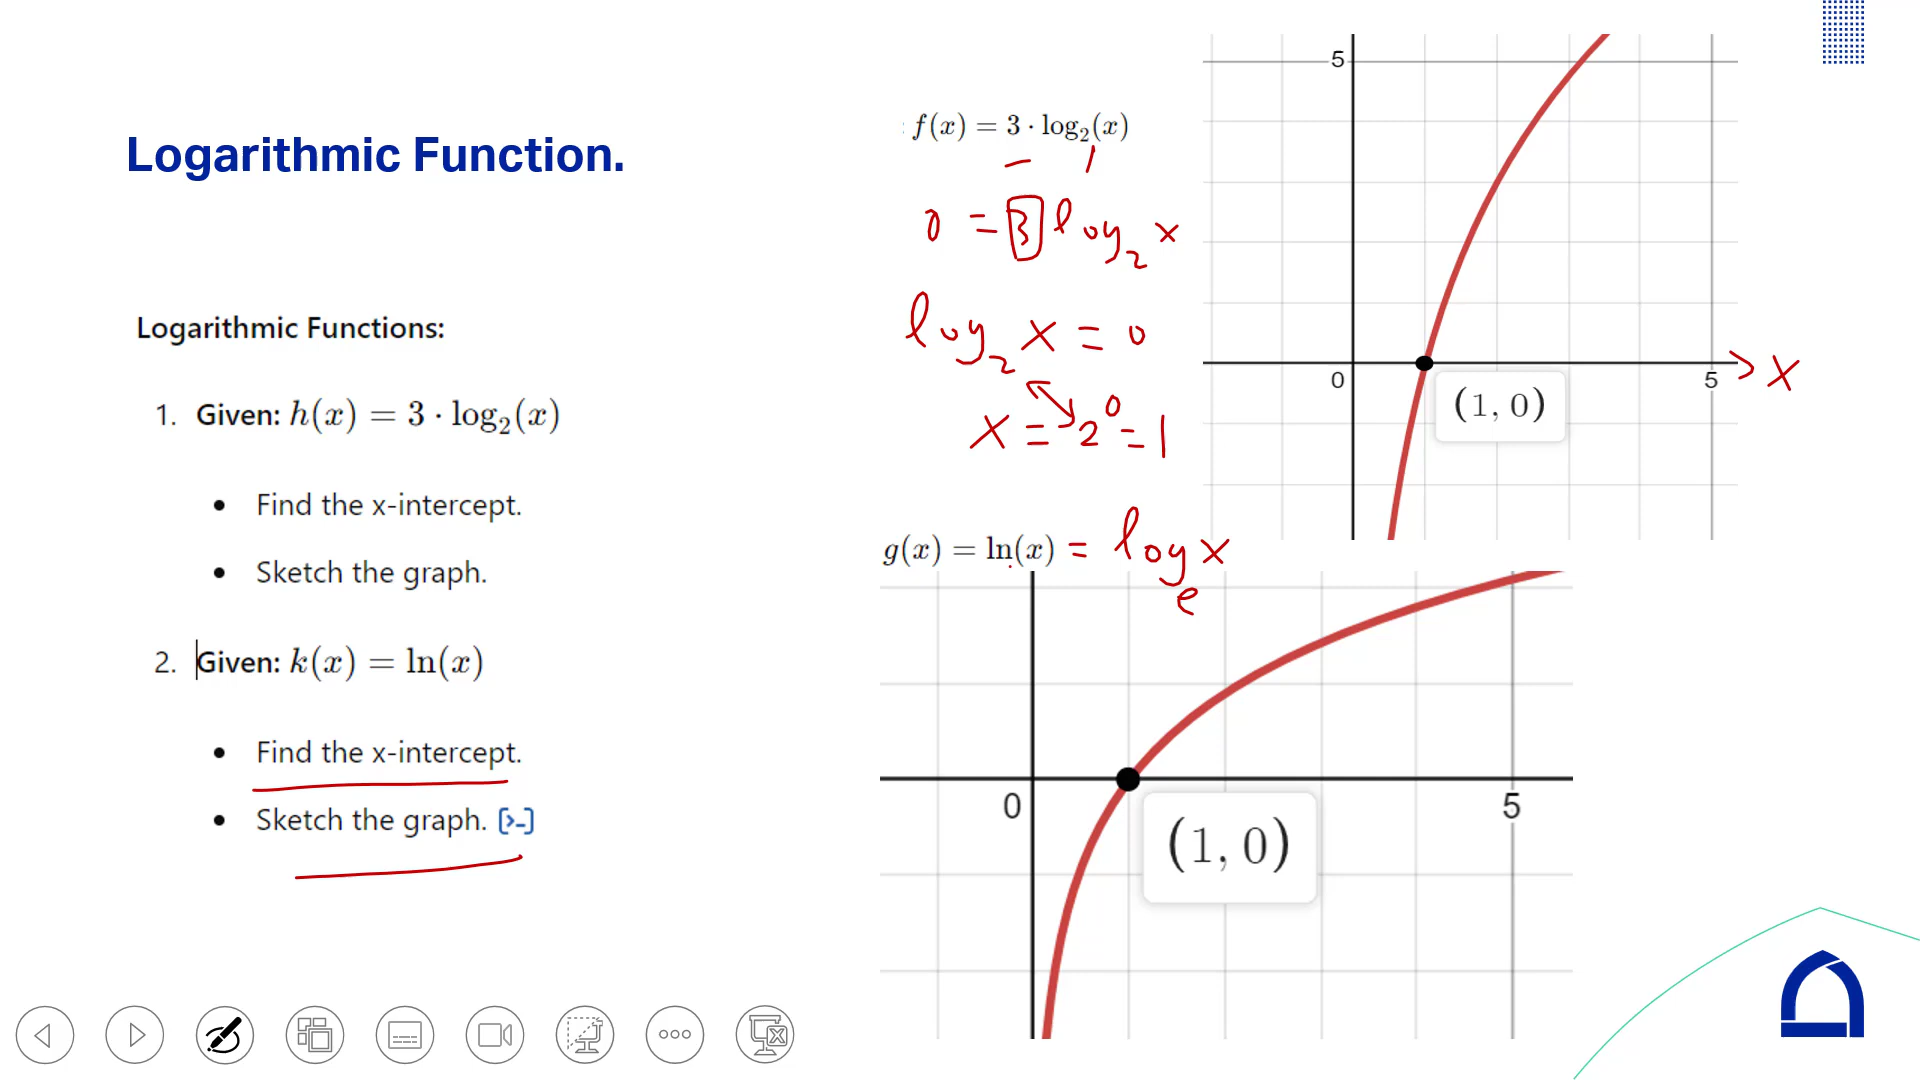 Logarithmic Function.
Logarithmic Functions:
1. Given: h(x) = 3 · log₂(x)
• Find the x-intercept.
• Sketch the graph.
2. Given: k(x) = ln(x)
• Find the x-intercept.
• Sketch the graph. [>-]
: f(x) = 3 · log₂(x)
0 = 3 log₂ x
log₂ x = 0
x = 2⁰ = 1
5
0
5
x
(1, 0)
g(x) = ln(x) = logₑ x
0
5
(1, 0)